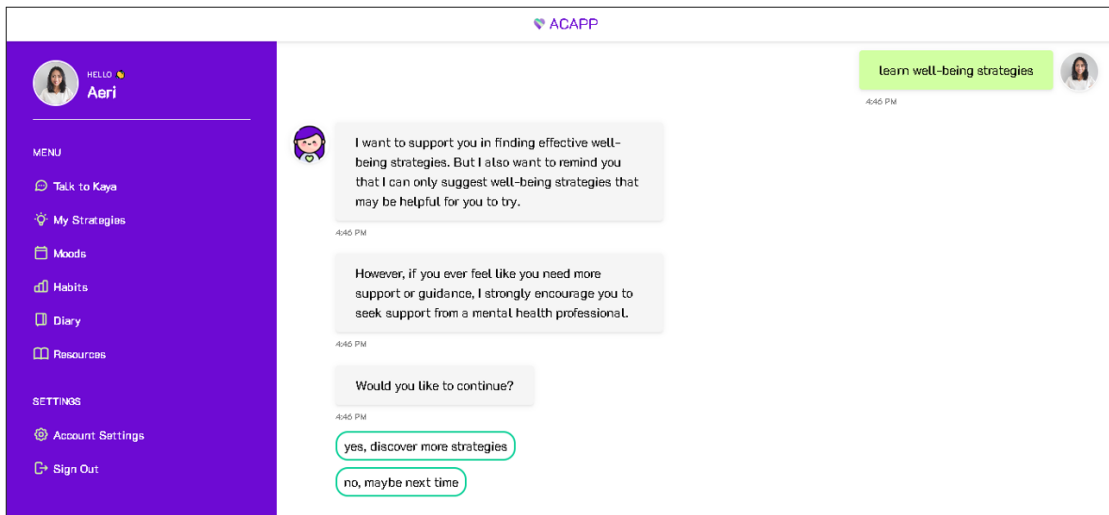 ACAPP
HELLO
Aeri
MENU
Talk to Kaya
My Strategies
Moods
Habits
Diary
Resources
SETTINGS
Account Settings
Sign Out
learn well-being strategies
4:46 PM
I want to support you in finding effective well-
being strategies. But I also want to remind you
that I can only suggest well-being strategies that
may be helpful for you to try.
4:46 PM
However, if you ever feel like you need more
support or guidance, I strongly encourage you to
seek support from a mental health professional.
4:46 PM
Would you like to continue?
4:46 PM
yes, discover more strategies
no, maybe next time